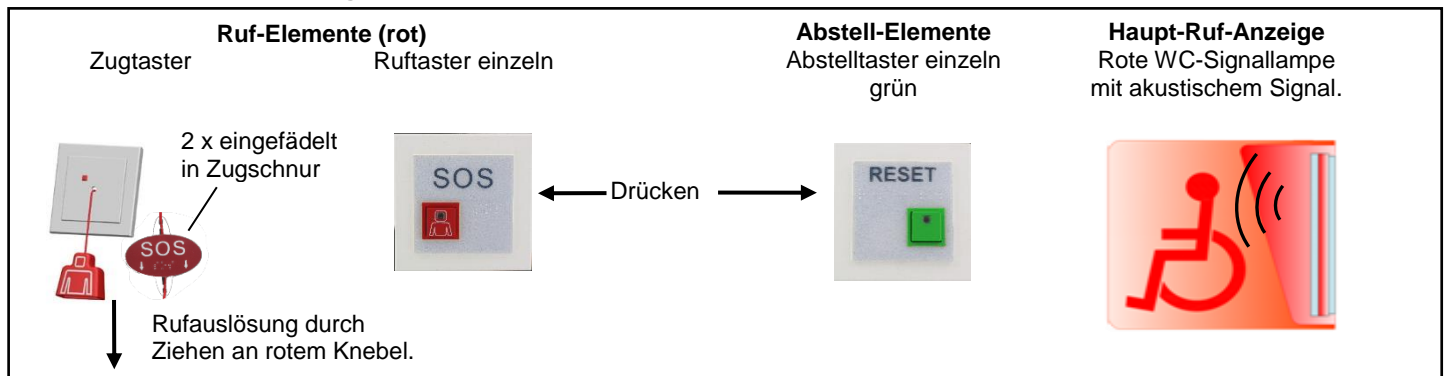 Ruf-Elemente (rot)
Zugtaster
Ruftaster einzeln
Abstell-Elemente
Abstelltaster einzeln
grün
Haupt-Ruf-Anzeige
Rote WC-Signallampe
mit akustischem Signal.
2 x eingefädelt
in Zugschnur
SOS
SOS
Drücken
RESET
Rufauslösung durch
Ziehen an rotem Knebel.